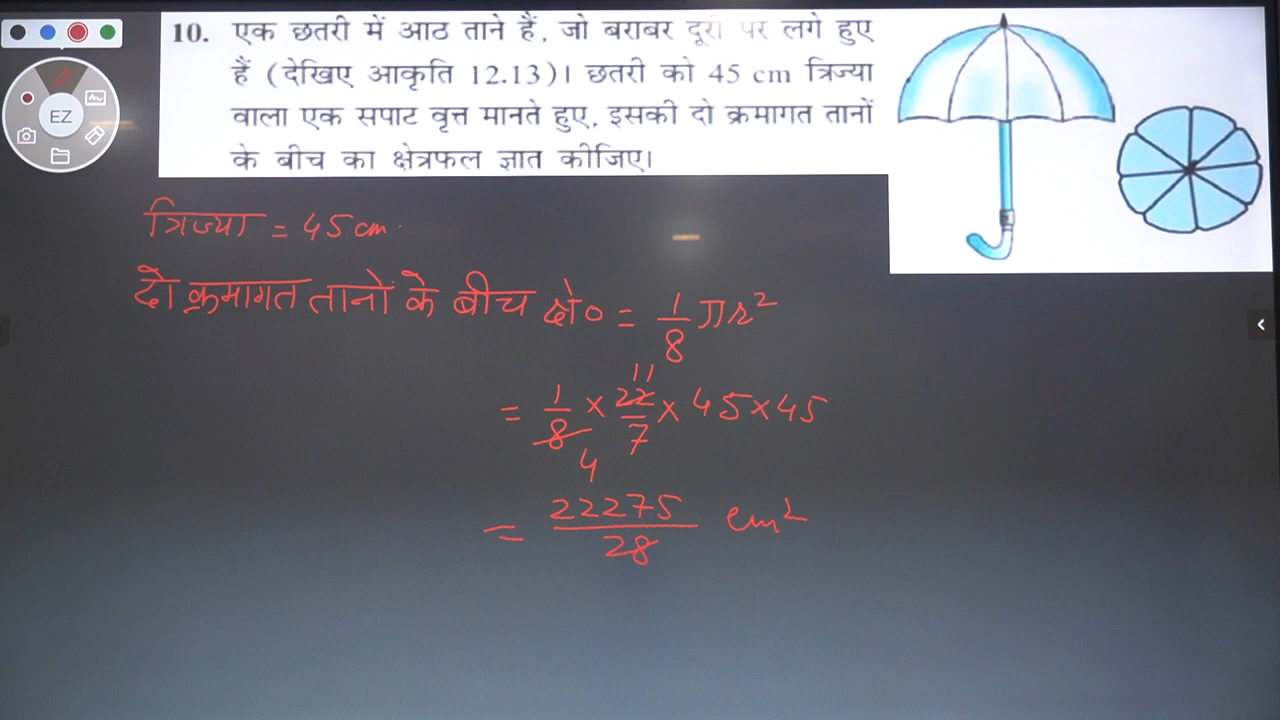 EZ
10. एक छतरी में आठ ताने हैं, जो बराबर दूरी पर लगे हुए
हैं (देखिए आकृति 12.13)। छतरी को 45 cm त्रिज्या
वाला एक सपाट वृत्त मानते हुए, इसकी दो क्रमागत तानों
के बीच का क्षेत्रफल ज्ञात कीजिए।
त्रिज्या = 45 cm.
दो क्रमागत तानों के बीच क्षे० = 1/8 πr²
= 1/8 × 22/7 × 45 × 45
11
4
= 22275/28 cm²